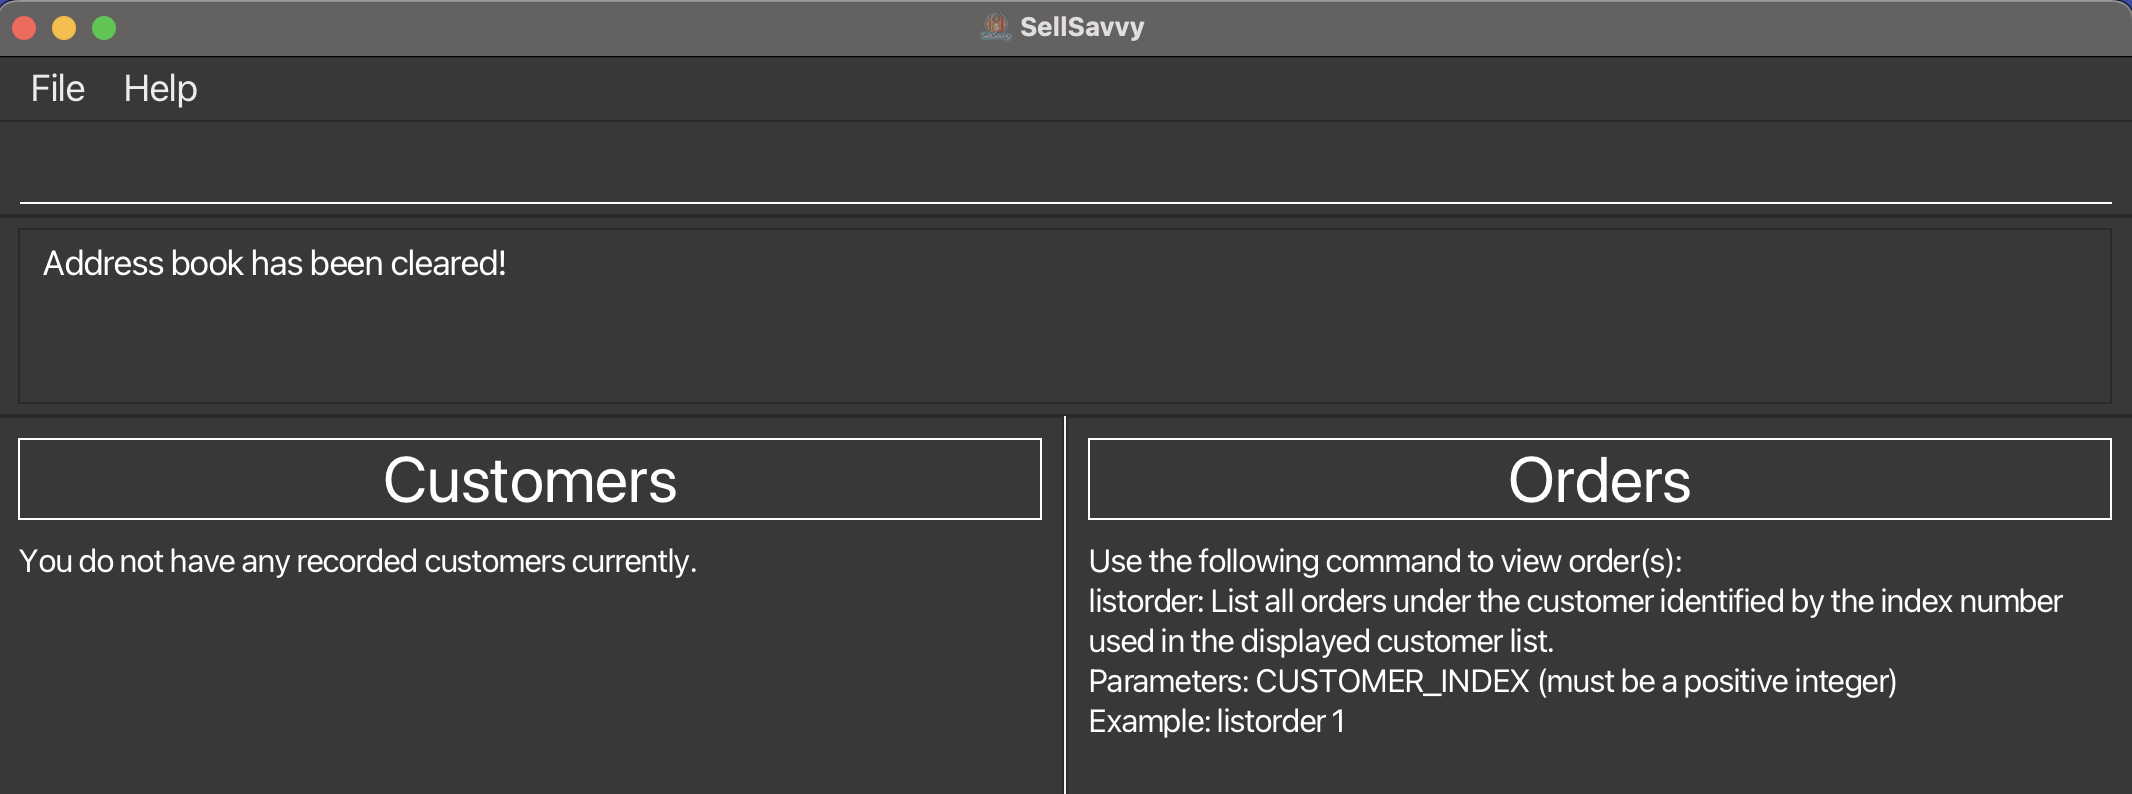 SellSavvy
File Help
Address book has been cleared!
Customers
You do not have any recorded customers currently.
Orders
Use the following command to view order(s):
listorder: List all orders under the customer identified by the index number
used in the displayed customer list.
Parameters: CUSTOMER_INDEX (must be a positive integer)
Example: listorder 1